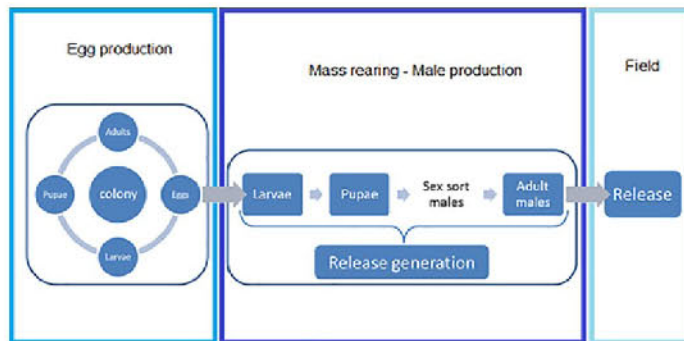 Egg production
Adults
Pupae
colony
Eggs
Larvae
Mass rearing - Male production
Larvae
Pupae
Sex sort
males
Adult
males
Release generation
Field
Release